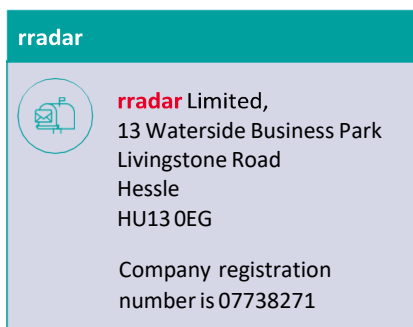 rradar
rradar Limited,
13 Waterside Business Park
Livingstone Road
Hessle
HU13 0EG
Company registration
number is 07738271